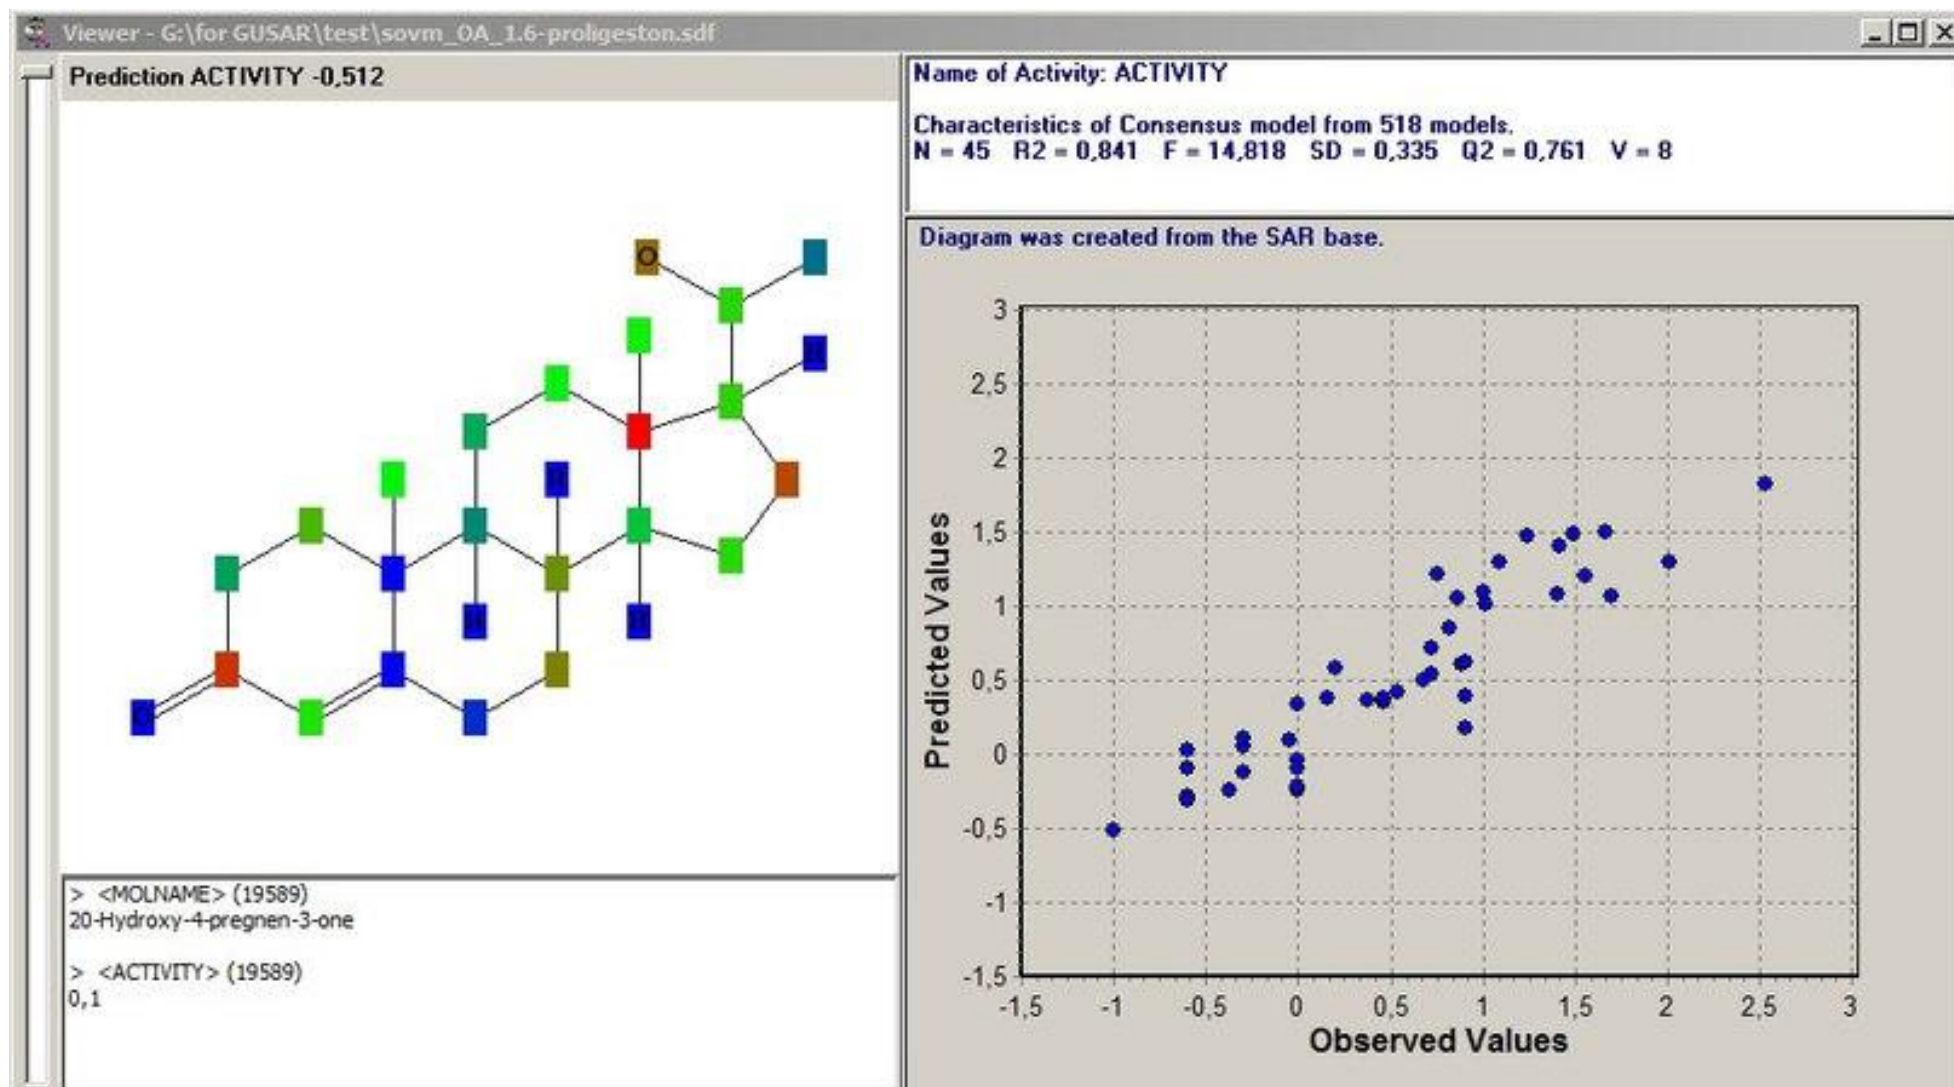 Viewer - G:\for GUSAR\test\sovm_OA_1.6-proligeston.sdf
Prediction ACTIVITY -0,512
O
H
H
H
H
O
> <MOLNAME> (19589)
20-Hydroxy-4-pregnen-3-one
> <ACTIVITY> (19589)
0,1
Name of Activity: ACTIVITY
Characteristics of Consensus model from 518 models.
N = 45 R2 = 0,841 F = 14,818 SD = 0,335 Q2 = 0,761 V = 8
Diagram was created from the SAR base.
3
2,5
2
1,5
1
0,5
0
-0,5
-1
-1,5
Predicted Values
-1,5 -1 -0,5 0 0,5 1 1,5 2 2,5 3
Observed Values